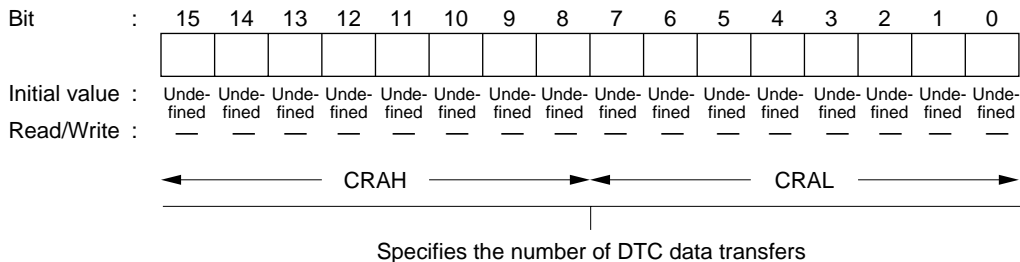 Bit : 15 14 13 12 11 10 9 8 7 6 5 4 3 2 1 0
Initial value : Unde- Unde- Unde- Unde- Unde- Unde- Unde- Unde- Unde- Unde- Unde- Unde- Unde- Unde- Unde- Unde-
fined fined fined fined fined fined fined fined fined fined fined fined fined fined fined fined
Read/Write : — — — — — — — — — — — — — — — —
CRAH CRAL
Specifies the number of DTC data transfers